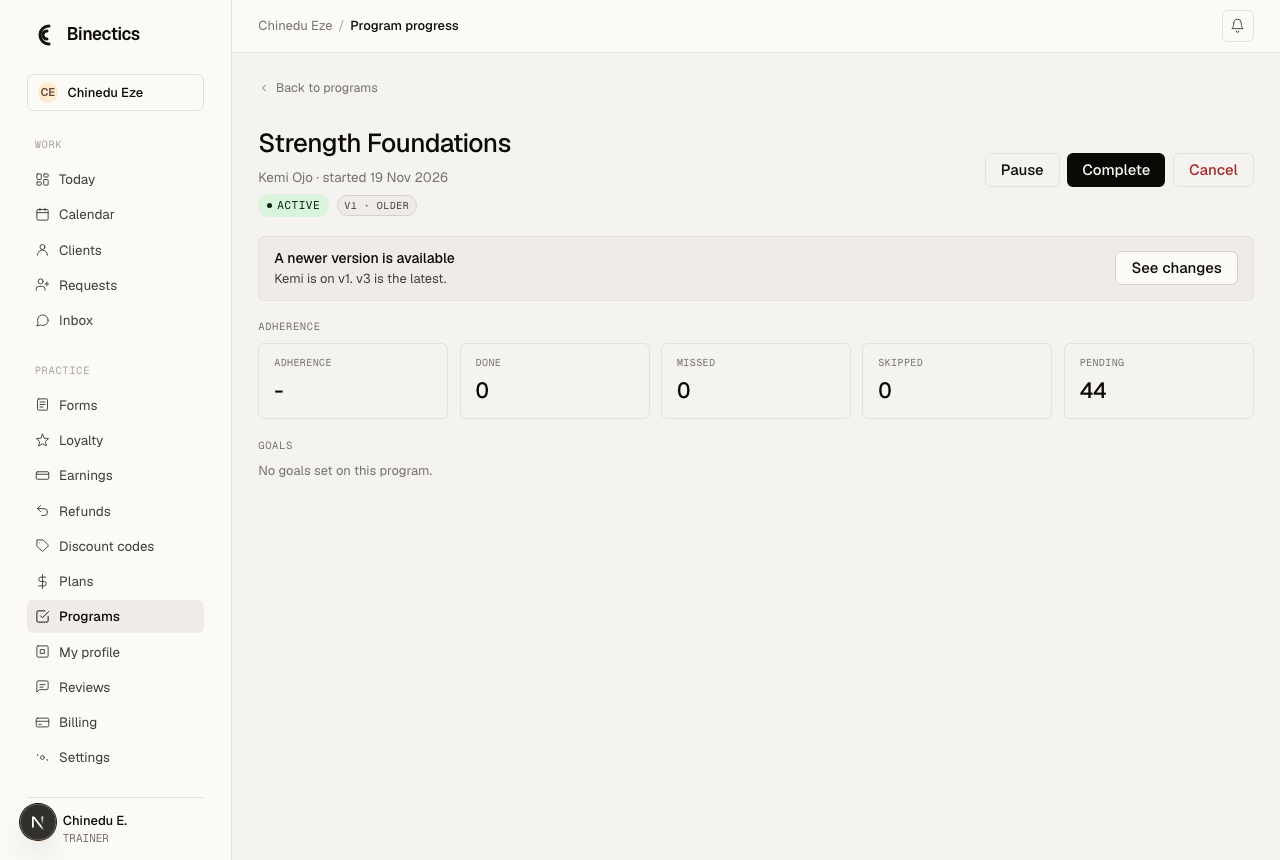 Binectics
CE Chinedu Eze
WORK
Today
Calendar
Clients
Requests
Inbox
PRACTICE
Forms
Loyalty
Earnings
Refunds
Discount codes
Plans
Programs
My profile
Reviews
Billing
Settings
N
Chinedu E.
TRAINER
Chinedu Eze / Program progress
Back to programs
Strength Foundations
Kemi Ojo · started 19 Nov 2026
ACTIVE
V1 · OLDER
Pause
Complete
Cancel
A newer version is available
Kemi is on v1. v3 is the latest.
See changes
ADHERENCE
ADHERENCE
-
DONE
0
MISSED
0
SKIPPED
0
PENDING
44
GOALS
No goals set on this program.